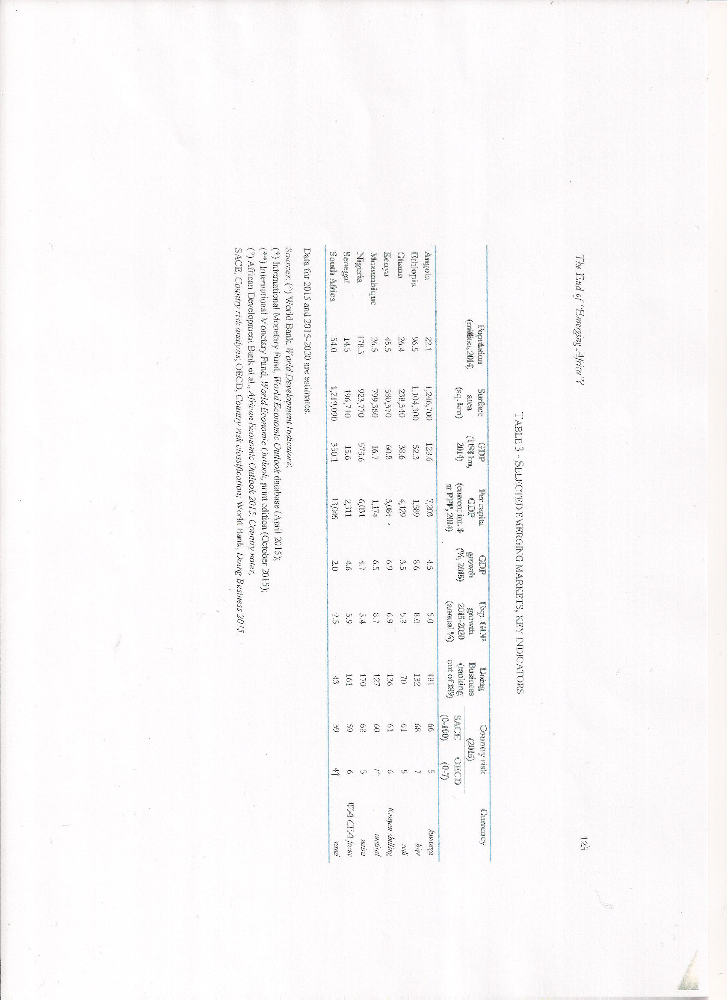 The End of “Emerging Africa”? 125
TABLE 3 - SELECTED EMERGING MARKETS, KEY INDICATORS
Population Surface GDP Per capita GDP Exp. GDP Doing Country risk Currency
(million, 2014) area (US$ bn, GDP growth growth Business (2015)
(sq. km) 2014) (current int. $ (%, 2015) 2015-2020 (ranking SACE OECD
at PPP, 2014) (annual %) out of 189) (0-100) (0-7)
Angola 22.1 1,246,700 128.6 7,203 4.5 5.0 181 66 5 kwanza
Ethiopia 96.5 1,104,300 52.3 1,589 8.6 8.0 132 68 7 birr
Ghana 26.4 238,540 38.6 4,129 3.5 5.8 70 61 5 cedi
Kenya 45.5 580,370 60.8 3,084 6.9 6.9 136 61 6 Kenyan shilling
Mozambique 26.5 799,380 16.7 1,174 6.5 8.7 127 60 7↑ metical
Nigeria 178.5 923,770 573.6 6,031 4.7 5.4 170 68 5 naira
Senegal 14.5 196,710 15.6 2,311 4.6 5.9 161 59 6 WA CFA franc
South Africa 54.0 1,219,090 350.1 13,046 2.0 2.5 43 39 4↑ rand
Data for 2015 and 2015-2020 are estimates.
Sources: (^) World Bank, World Development Indicators;
(*) International Monetary Fund, World Economic Outlook database (April 2015);
(**) International Monetary Fund, World Economic Outlook, print edition (October 2015);
(°) African Development Bank et al., African Economic Outlook 2015. Country notes;
SACE, Country risk analysis; OECD, Country risk classification; World Bank, Doing Business 2015.